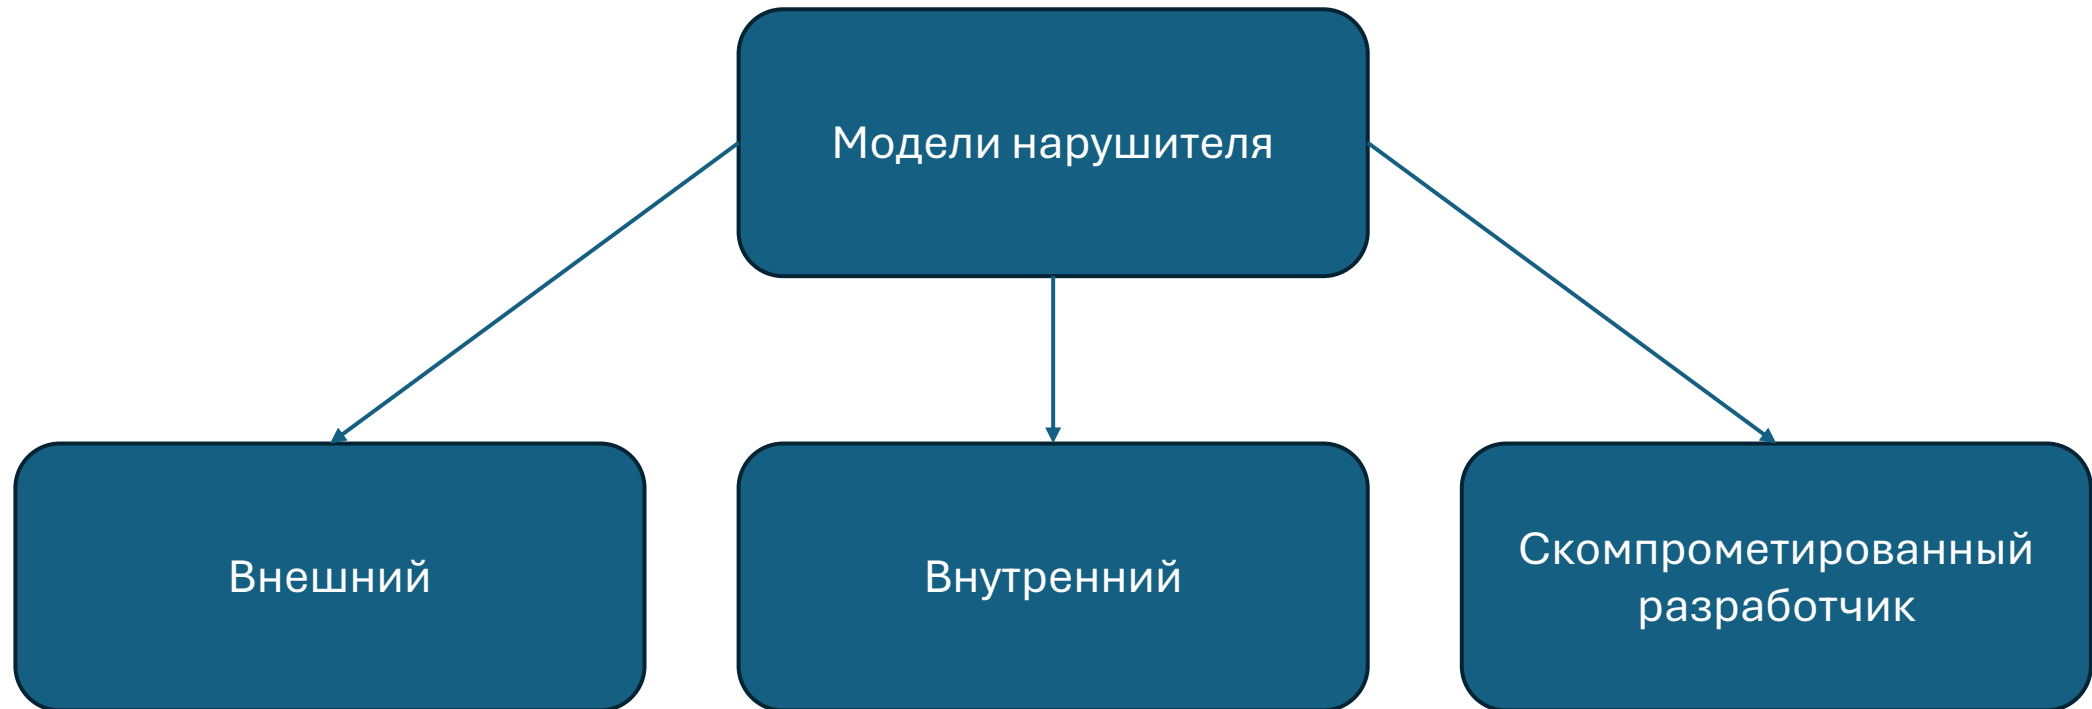 Модели нарушителя
Внешний
Внутренний
Скомпрометированный
разработчик